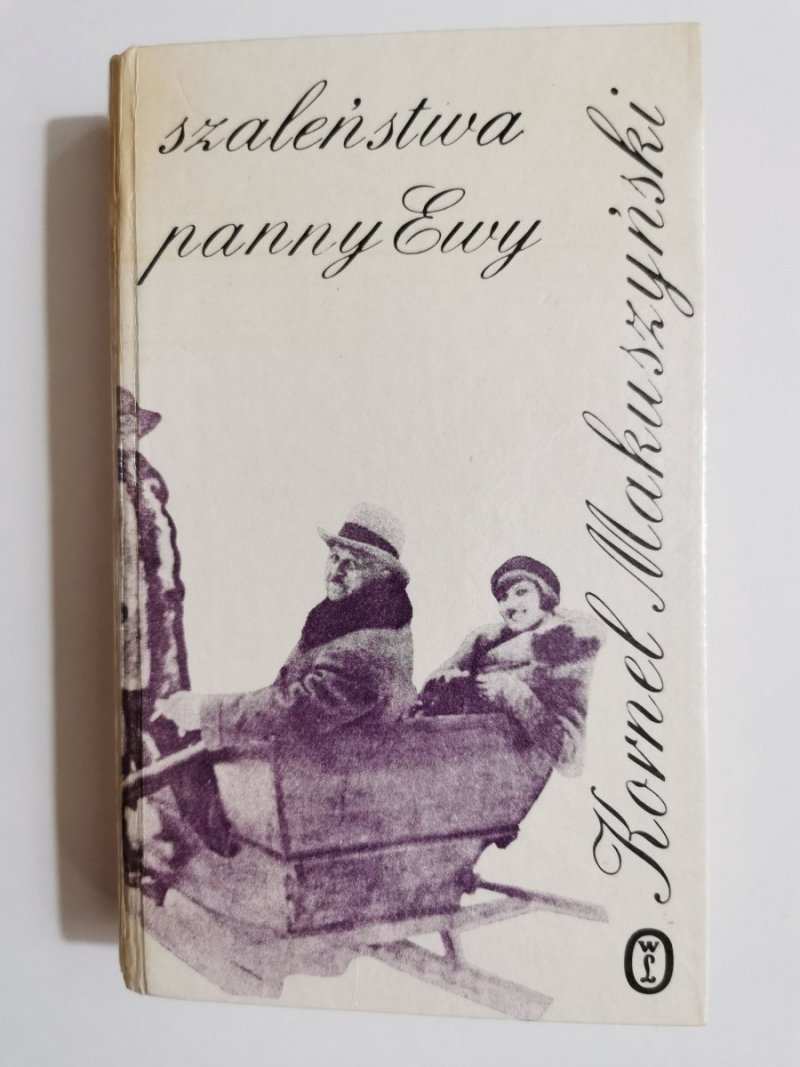 szaleństwa
panny Ewy
Kornel Makuszyński
WL